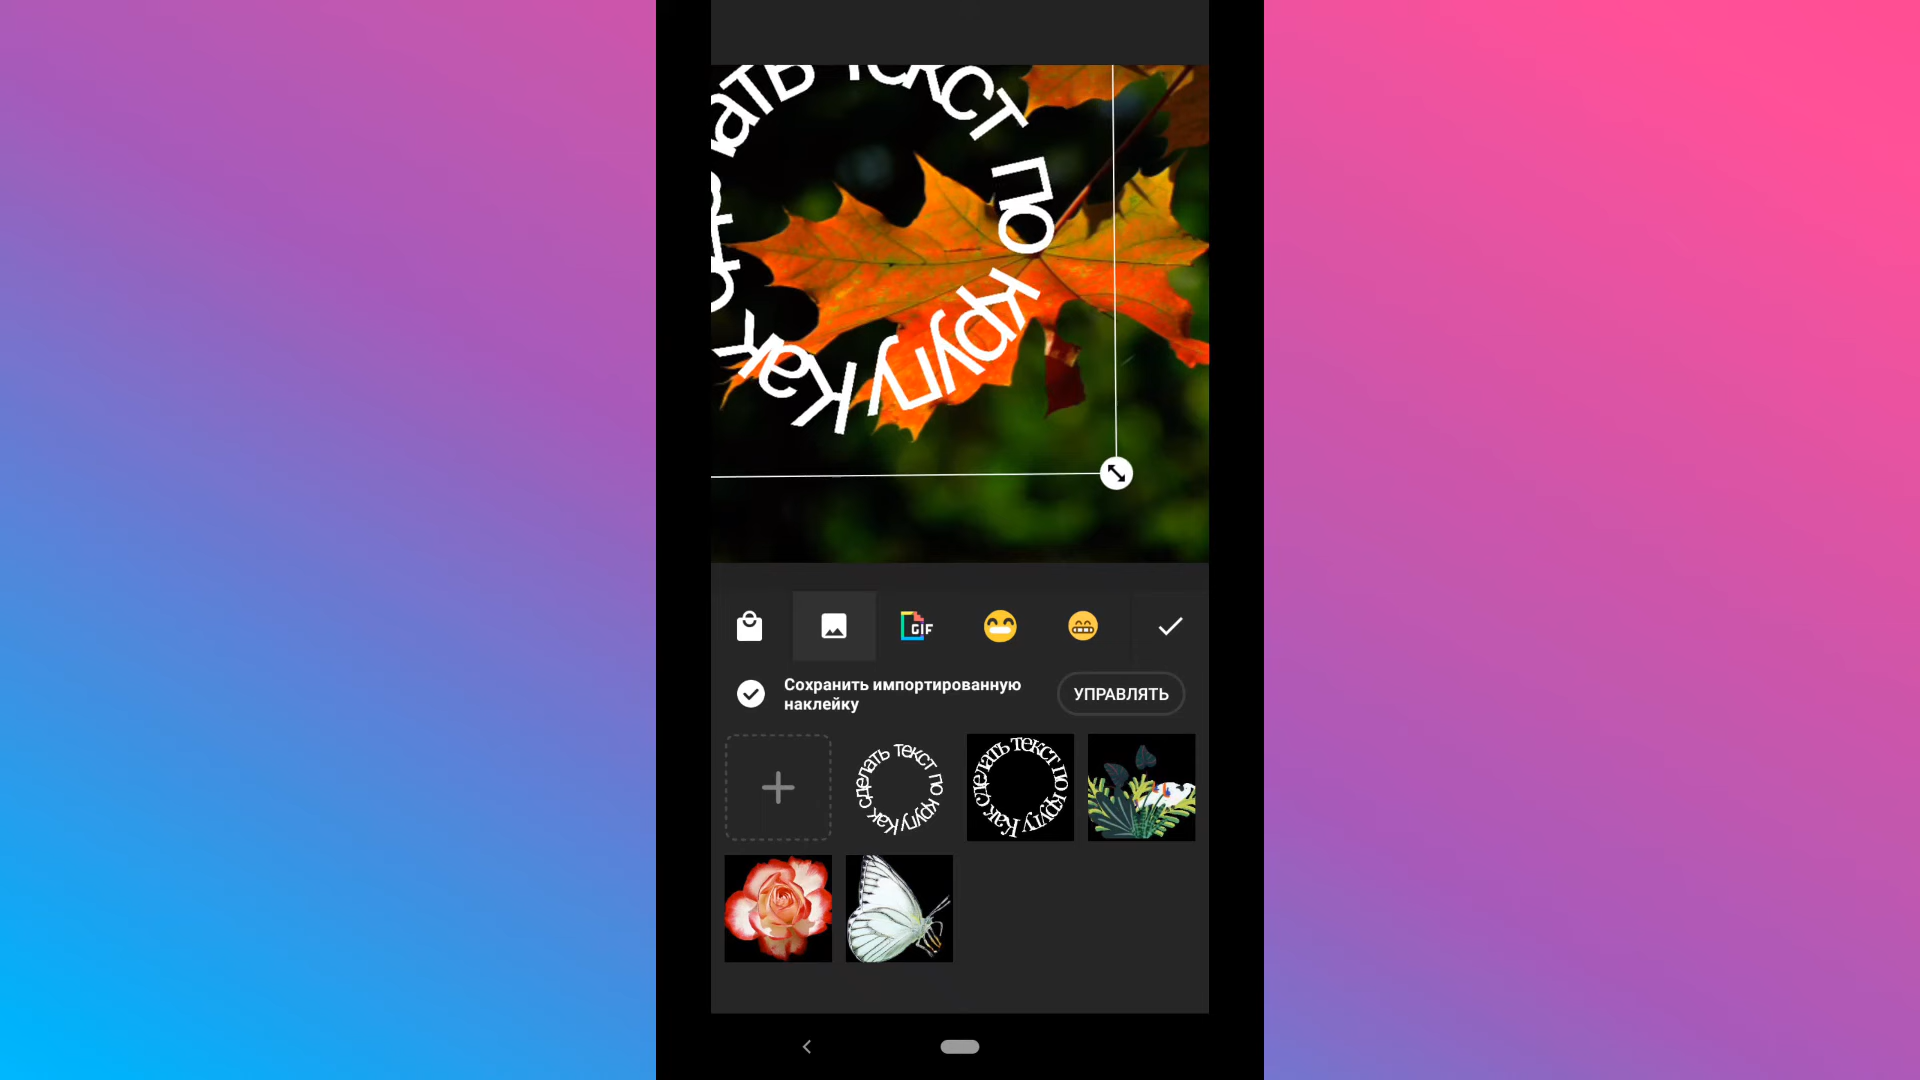 Как сделать текст по кругу
GIF
Сохранить импортированную
наклейку
УПРАВЛЯТЬ
Как сделать текст по кругу
Как сделать текст по кругу